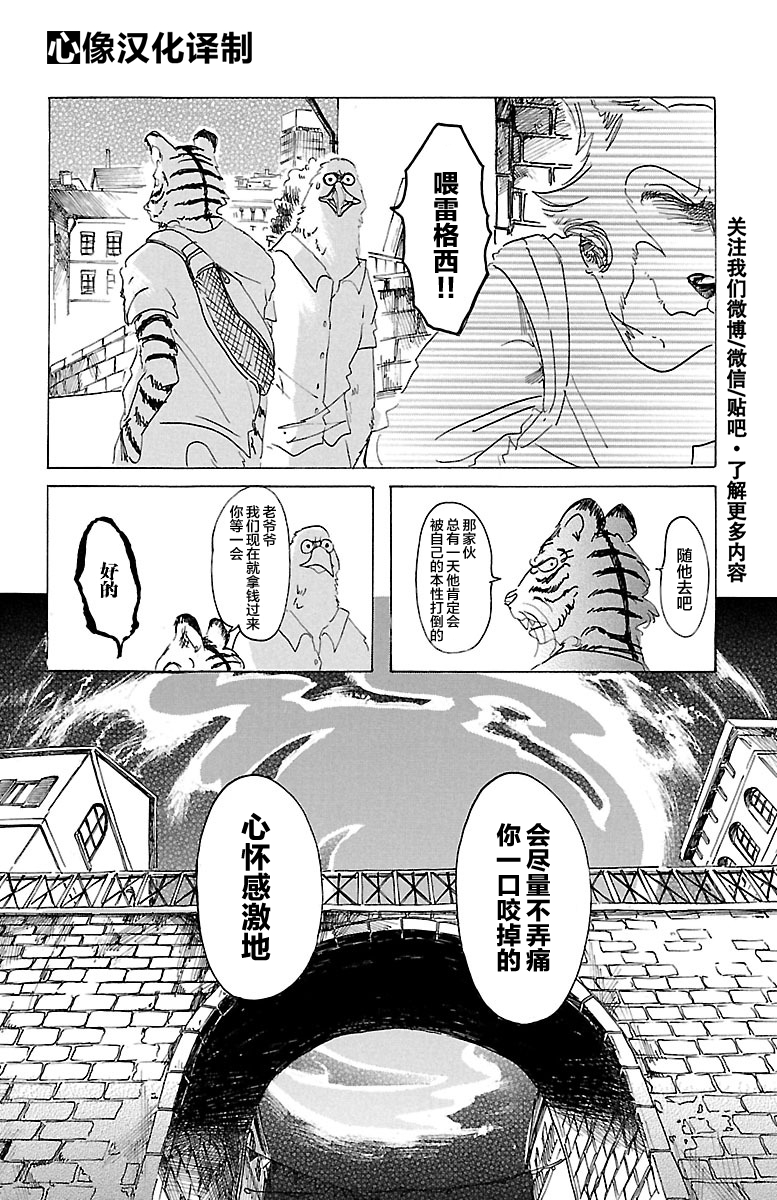 心像汉化译制
喂雷格西!!
关注我们微博/微信/贴吧·了解更多内容
随他去吧
那家伙
总有一天他肯定会
被自己的本性打倒的
老爷爷
我们现在就拿钱过来
你等一会
好的
会尽量不弄痛
你一口咬掉的
心怀感激地